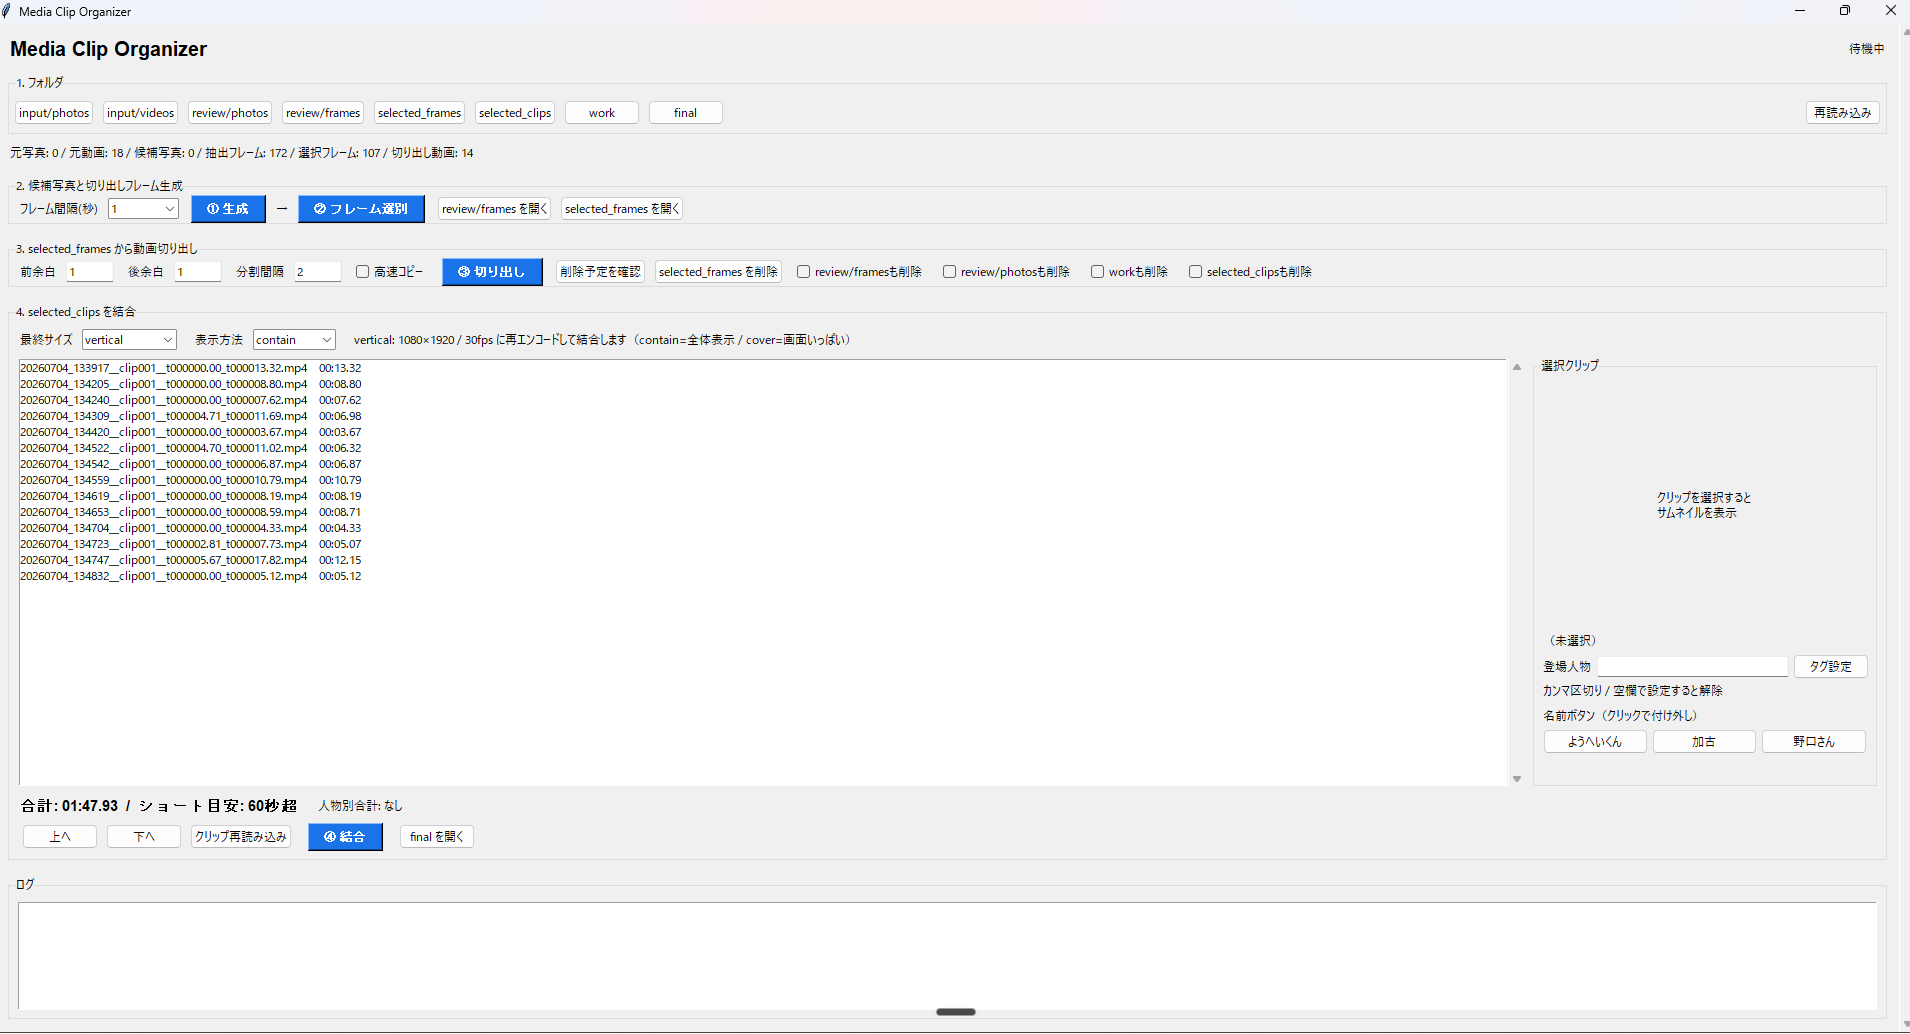 Media Clip Organizer
Media Clip Organizer
待機中
1. フォルダ
input/photos input/videos review/photos review/frames selected_frames selected_clips work final 再読み込み
元写真: 0 / 元動画: 18 / 候補写真: 0 / 抽出フレーム: 172 / 選択フレーム: 107 / 切り出し動画: 14
2. 候補写真と切り出しフレーム生成
フレーム間隔(秒) 1 ① 生成 → ② フレーム選別 review/frames を開く selected_frames を開く
3. selected_frames から動画切り出し
前余白 1 後余白 1 分割間隔 2 高速コピー ③ 切り出し 削除予定を確認 selected_frames を削除 review/framesも削除 review/photosも削除 workも削除 selected_clipsも削除
4. selected_clips を結合
最終サイズ vertical 表示方法 contain vertical: 1080×1920 / 30fps に再エンコードして結合します（contain=全体表示 / cover=画面いっぱい）
20260704_133917__clip001__t000000.00_t000013.32.mp4 00:13.32
20260704_134205__clip001__t000000.00_t000008.80.mp4 00:08.80
20260704_134240__clip001__t000000.00_t000007.62.mp4 00:07.62
20260704_134309__clip001__t000004.71_t000011.69.mp4 00:06.98
20260704_134420__clip001__t000000.00_t000003.67.mp4 00:03.67
20260704_134522__clip001__t000004.70_t000011.02.mp4 00:06.32
20260704_134542__clip001__t000000.00_t000006.87.mp4 00:06.87
20260704_134559__clip001__t000000.00_t000010.79.mp4 00:10.79
20260704_134619__clip001__t000000.00_t000008.19.mp4 00:08.19
20260704_134653__clip001__t000000.00_t000008.59.mp4 00:08.71
20260704_134704__clip001__t000000.00_t000004.33.mp4 00:04.33
20260704_134723__clip001__t000002.81_t000007.73.mp4 00:05.07
20260704_134747__clip001__t000005.67_t000017.82.mp4 00:12.15
20260704_134832__clip001__t000000.00_t000005.12.mp4 00:05.12
選択クリップ
クリップを選択すると
サムネイルを表示
（未選択）
登場人物 タグ設定
カンマ区切り / 空欄で設定すると解除
名前ボタン（クリックで付け外し）
ようへいくん 加古 野口さん
合計: 01:47.93 / ショート目安: 60秒超 人物別合計: なし
上へ 下へ クリップ再読み込み ④ 結合 final を開く
ログ